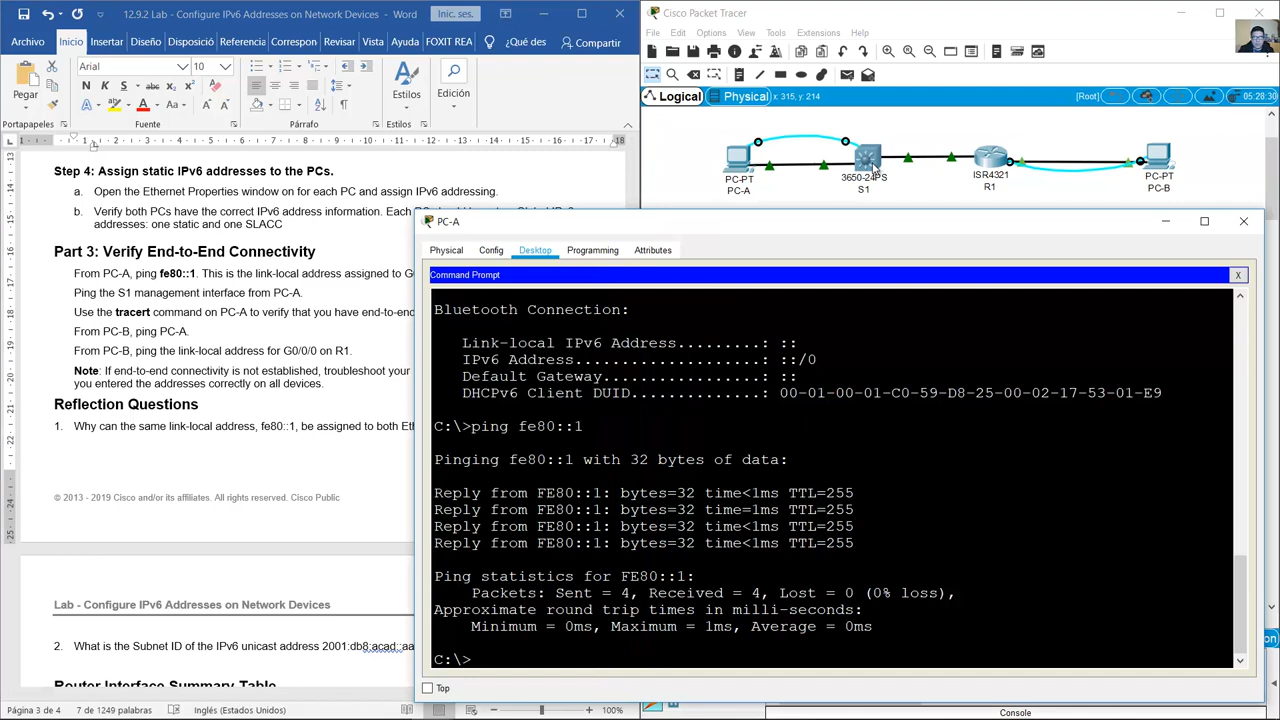 12.9.2 Lab - Configure IPv6 Addresses on Network Devices - Word
Inic. ses.
Archo
Inicio
Inser
Diseño
Disposició
Referencia
Correspon
Revisar
Vista
Ayuda
FOXIT REA
¿Qué des
Compartir
Pegar
Arial
10
Estilos
Edición
Portapapeles
Fuente
Párrafo
Estilos
Step 4: Assign static IPv6 addresses to the PCs.
a. Open the Ethernet Properties window on for each PC and assign IPv6 addressing.
b. Verify both PCs have the correct IPv6 address information. Each PC
addresses: one static and one SLACC
Part 3: Verify End-to-End Connectivity
From PC-A, ping fe80::1. This is the link-local address assigned to G0
Ping the S1 management interface from PC-A.
Use the tracert command on PC-A to verify that you have end-to-end
From PC-B, ping PC-A.
From PC-B, ping the link-local address for G0/0/0 on R1.
Note: If end-to-end connectivity is not established, troubleshoot your
you entered the addresses correctly on all devices.
Reflection Questions
1. Why can the same link-local address, fe80::1, be assigned to both Eth
© 2013 - 2019 Cisco and/or its affiliates. All rights reserved. Cisco Public
Lab - Configure IPv6 Addresses on Network Devices
2. What is the Subnet ID of the IPv6 unicast address 2001:db8:acad::aa
Router Interface Summary Table
Página 3 de 4
7 de 1249 palabras
Inglés (Estados Unidos)
100%
Cisco Packet Tracer
File Edit Options View Tools Extensions Help
Logical
Physical
x: 315, y: 214
[Root]
05:28:30
PC-PT
PC-A
3650-24PS
S1
ISR4321
R1
PC-PT
PC-B
PC-A
Physical Config Desktop Programming Attributes
Command Prompt
X
Bluetooth Connection:
Link-local IPv6 Address.........: ::
IPv6 Address....................: ::/0
Default Gateway.................: ::
DHCPv6 Client DUID..............: 00-01-00-01-C0-59-D8-25-00-02-17-53-01-E9
C:\>ping fe80::1
Pinging fe80::1 with 32 bytes of data:
Reply from FE80::1: bytes=32 time<1ms TTL=255
Reply from FE80::1: bytes=32 time=1ms TTL=255
Reply from FE80::1: bytes=32 time<1ms TTL=255
Reply from FE80::1: bytes=32 time<1ms TTL=255
Ping statistics for FE80::1:
Packets: Sent = 4, Received = 4, Lost = 0 (0% loss),
Approximate round trip times in milli-seconds:
Minimum = 0ms, Maximum = 1ms, Average = 0ms
C:\>
Top
Console